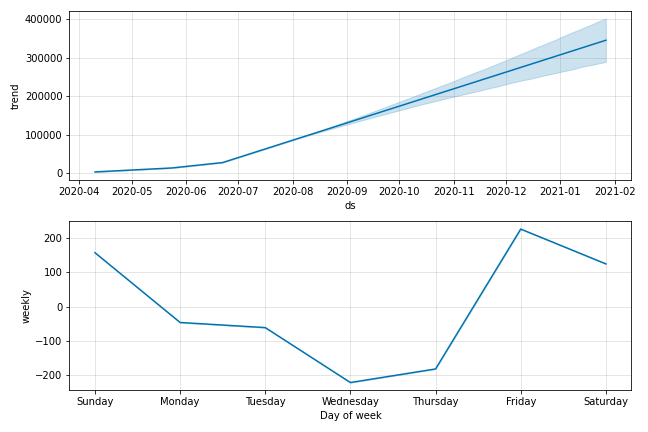 400000
300000
200000
100000
0
trend
2020-04 2020-05 2020-06 2020-07 2020-08 2020-09 2020-10 2020-11 2020-12 2021-01 2021-02
ds
200
100
0
−100
−200
weekly
Sunday Monday Tuesday Wednesday Thursday Friday Saturday
Day of week